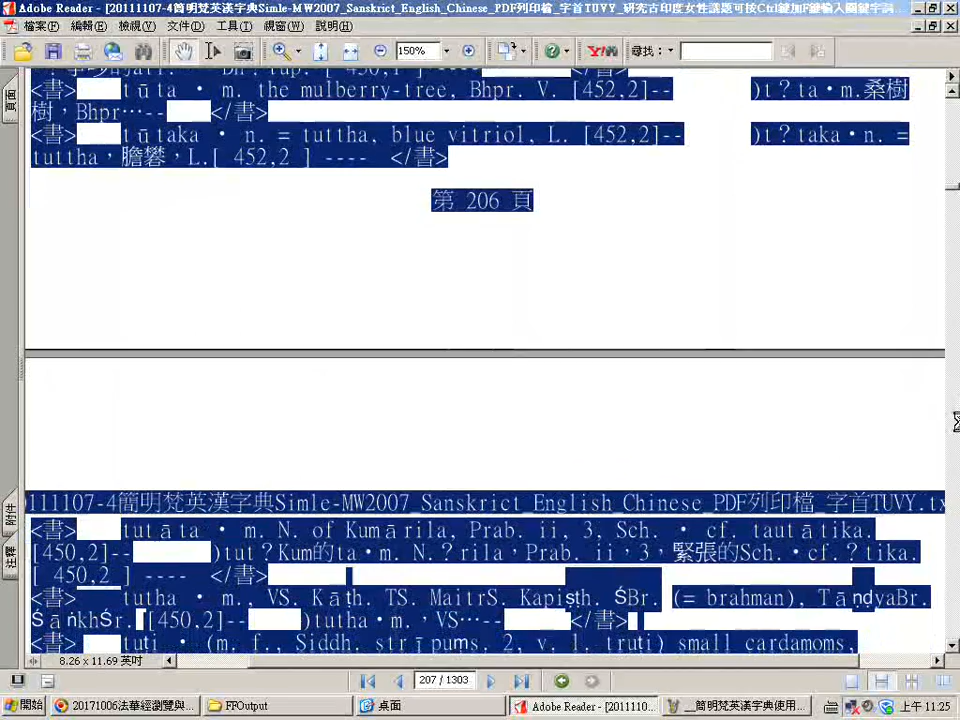 Adobe Reader - [20111107-4簡明梵英漢字典Simle-MW2007_Sanskrict_English_Chinese_PDF列印檔_字首TUVY_研究古印度女性議題可按Ctrl鍵加F鍵輸入關鍵字詞
檔案(F) 編輯(E) 檢視(V) 文件(D) 工具(T) 視窗(W) 說明(H)
150% Y! 尋找：
頁面
<書> tūta ‧ m. the mulberry-tree, Bhpr. V. [452,2]-- )t？ta‧m.桑樹
樹，Bhpr…-- </書>
<書> tūtaka ‧ n. = tuttha, blue vitriol, L. [452,2]-- )t？taka‧n. =
tuttha，膽礬，L.[ 452,2 ] ---- </書>
第 206 頁
111107-4簡明梵英漢字典Simle-MW2007_Sanskrict_English_Chinese_PDF列印檔_字首TUVY.tx
<書> tutāta ‧ m. N. of Kumārila, Prab. ii, 3, Sch. ‧ cf. tautātika.
[450,2]-- )tut？Kum的ta‧m. N.？rila，Prab. ii，3，緊張的Sch.‧cf.？tika.
[ 450,2 ] ---- </書>
<書> tutha ‧ m., VS. Kāṭh. TS. MaitrS. Kapiṣṭh. ŚBr. (= brahman), TāṇḍyaBr.
ŚāṅkhŚr. [450,2]-- )tutha‧m.，VS…-- </書>
<書> tuṭi ‧ (m. f., Siddh. strīpuṃs. 2, v. l. truṭi) small cardamoms,
附件
注釋
8.26 x 11.69 英吋
207 / 1303
開始 20171006法華經瀏覽與... FFOutput 桌面 Adobe Reader - [2011110... __簡明梵英字典使用... 上午 11:25